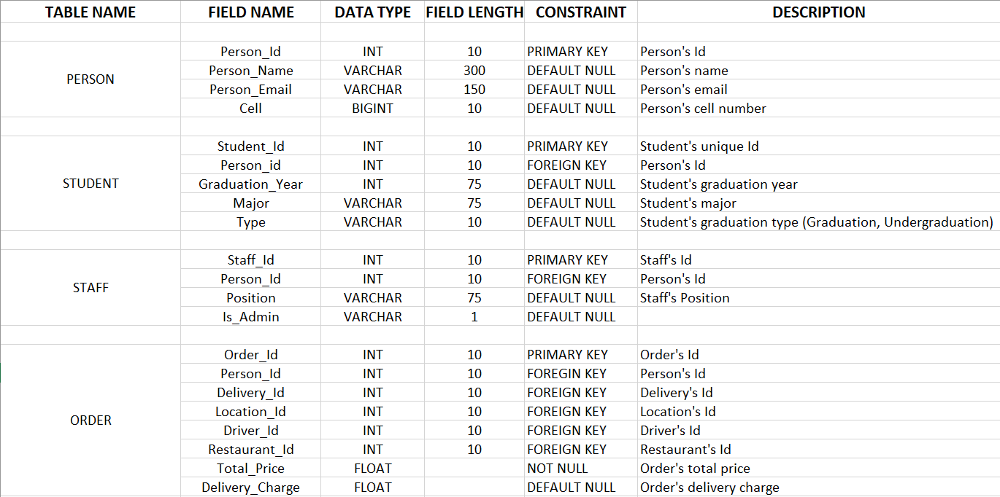 TABLE NAME FIELD NAME DATA TYPE FIELD LENGTH CONSTRAINT DESCRIPTION
PERSON
Person_Id INT 10 PRIMARY KEY Person's Id
Person_Name VARCHAR 300 DEFAULT NULL Person's name
Person_Email VARCHAR 150 DEFAULT NULL Person's email
Cell BIGINT 10 DEFAULT NULL Person's cell number
STUDENT
Student_Id INT 10 PRIMARY KEY Student's unique Id
Person_id INT 10 FOREIGN KEY Person's Id
Graduation_Year INT 75 DEFAULT NULL Student's graduation year
Major VARCHAR 75 DEFAULT NULL Student's major
Type VARCHAR 10 DEFAULT NULL Student's graduation type (Graduation, Undergraduation)
STAFF
Staff_Id INT 10 PRIMARY KEY Staff's Id
Person_Id INT 10 FOREIGN KEY Person's Id
Position VARCHAR 75 DEFAULT NULL Staff's Position
Is_Admin VARCHAR 1 DEFAULT NULL
ORDER
Order_Id INT 10 PRIMARY KEY Order's Id
Person_Id INT 10 FOREGIN KEY Person's Id
Delivery_Id INT 10 FOREIGN KEY Delivery's Id
Location_Id INT 10 FOREIGN KEY Location's Id
Driver_Id INT 10 FOREIGN KEY Driver's Id
Restaurant_Id INT 10 FOREIGN KEY Restaurant's Id
Total_Price FLOAT NOT NULL Order's total price
Delivery_Charge FLOAT DEFAULT NULL Order's delivery charge